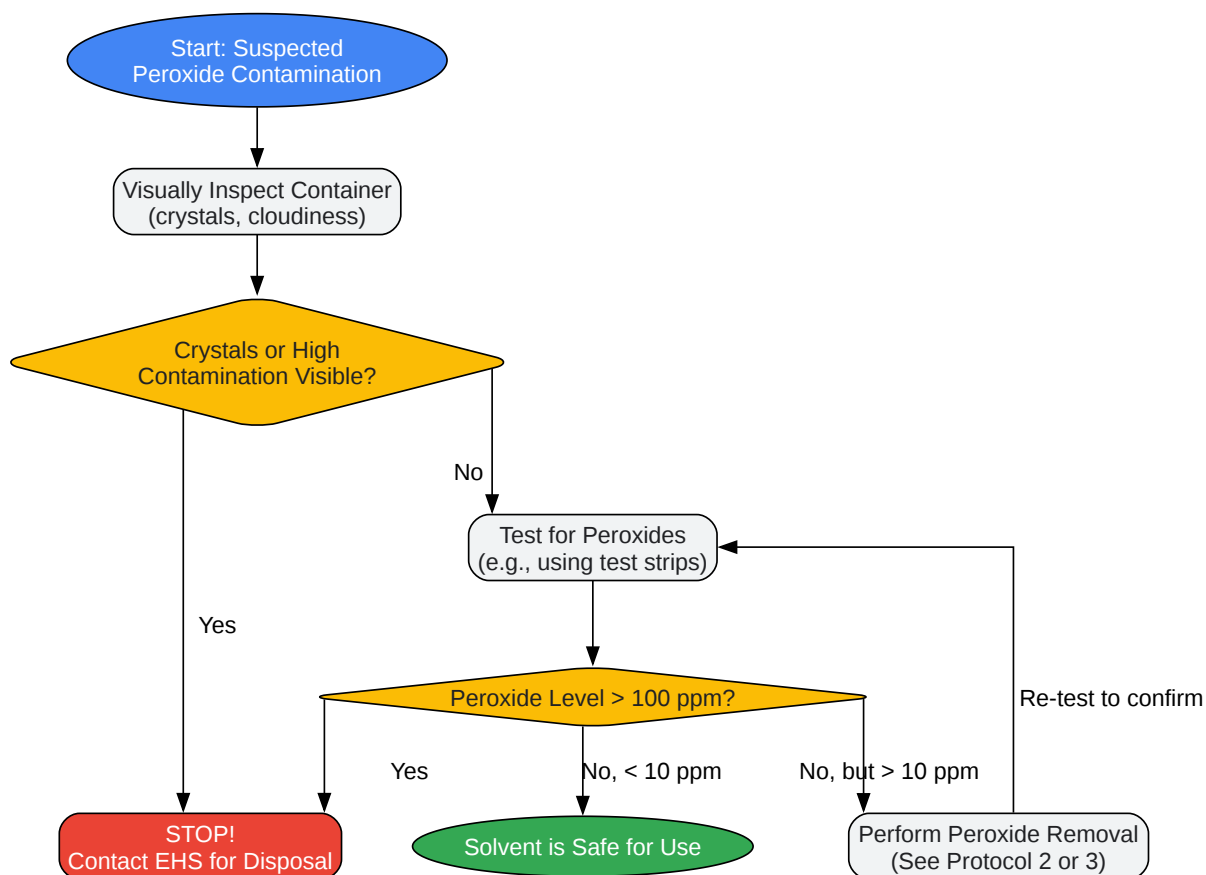 Start: Suspected
Peroxide Contamination
Visually Inspect Container
(crystals, cloudiness)
Crystals or High
Contamination Visible?
No
Test for Peroxides
(e.g., using test strips)
Yes
Peroxide Level > 100 ppm?
Re-test to confirm
Yes
No, < 10 ppm
No, but > 10 ppm
STOP!
Contact EHS for Disposal
Solvent is Safe for Use
Perform Peroxide Removal
(See Protocol 2 or 3)